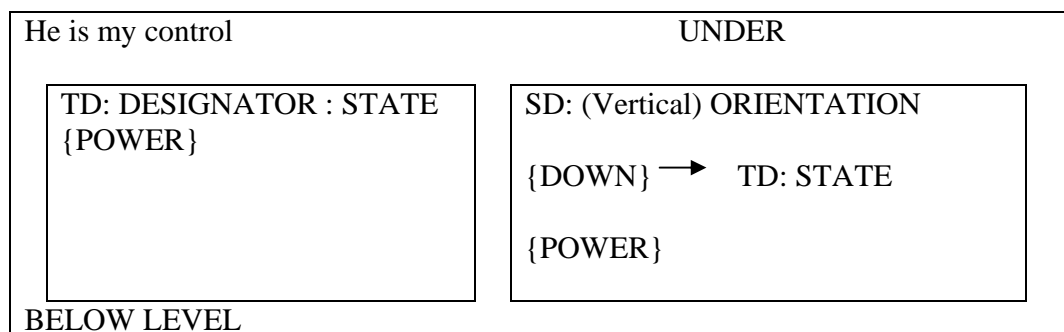 He is my control UNDER
TD: DESIGNATOR : STATE
{POWER}
SD: (Vertical) ORIENTATION
{DOWN} → TD: STATE
{POWER}
BELOW LEVEL